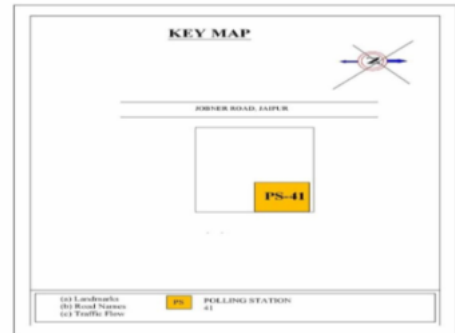 KEY MAP
JOBNER ROAD, JAIPUR
PS-41
(a) Landmarks
(b) Road Names
(c) Traffic Flow
PS
POLLING STATION
41